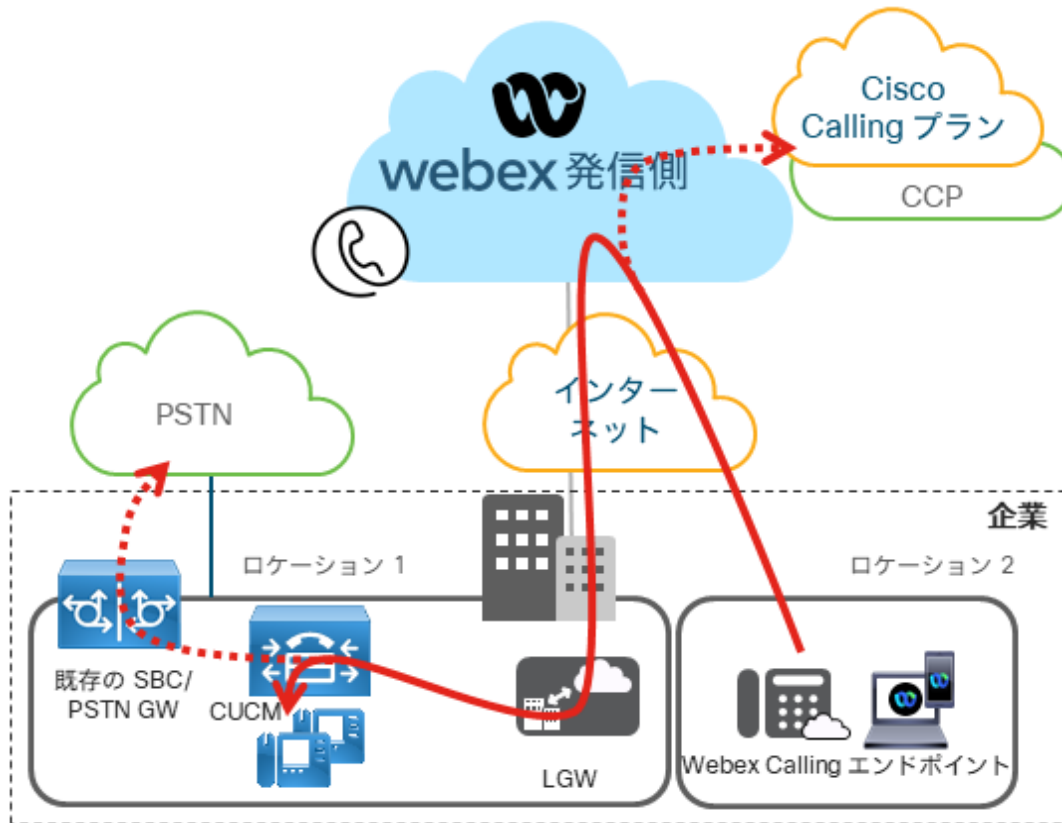 Cisco
Calling プラン
webex 発信側
CCP
PSTN
インター
ネット
企業
ロケーション 1
ロケーション 2
既存の SBC/
PSTN GW
CUCM
LGW
Webex Calling エンドポイント